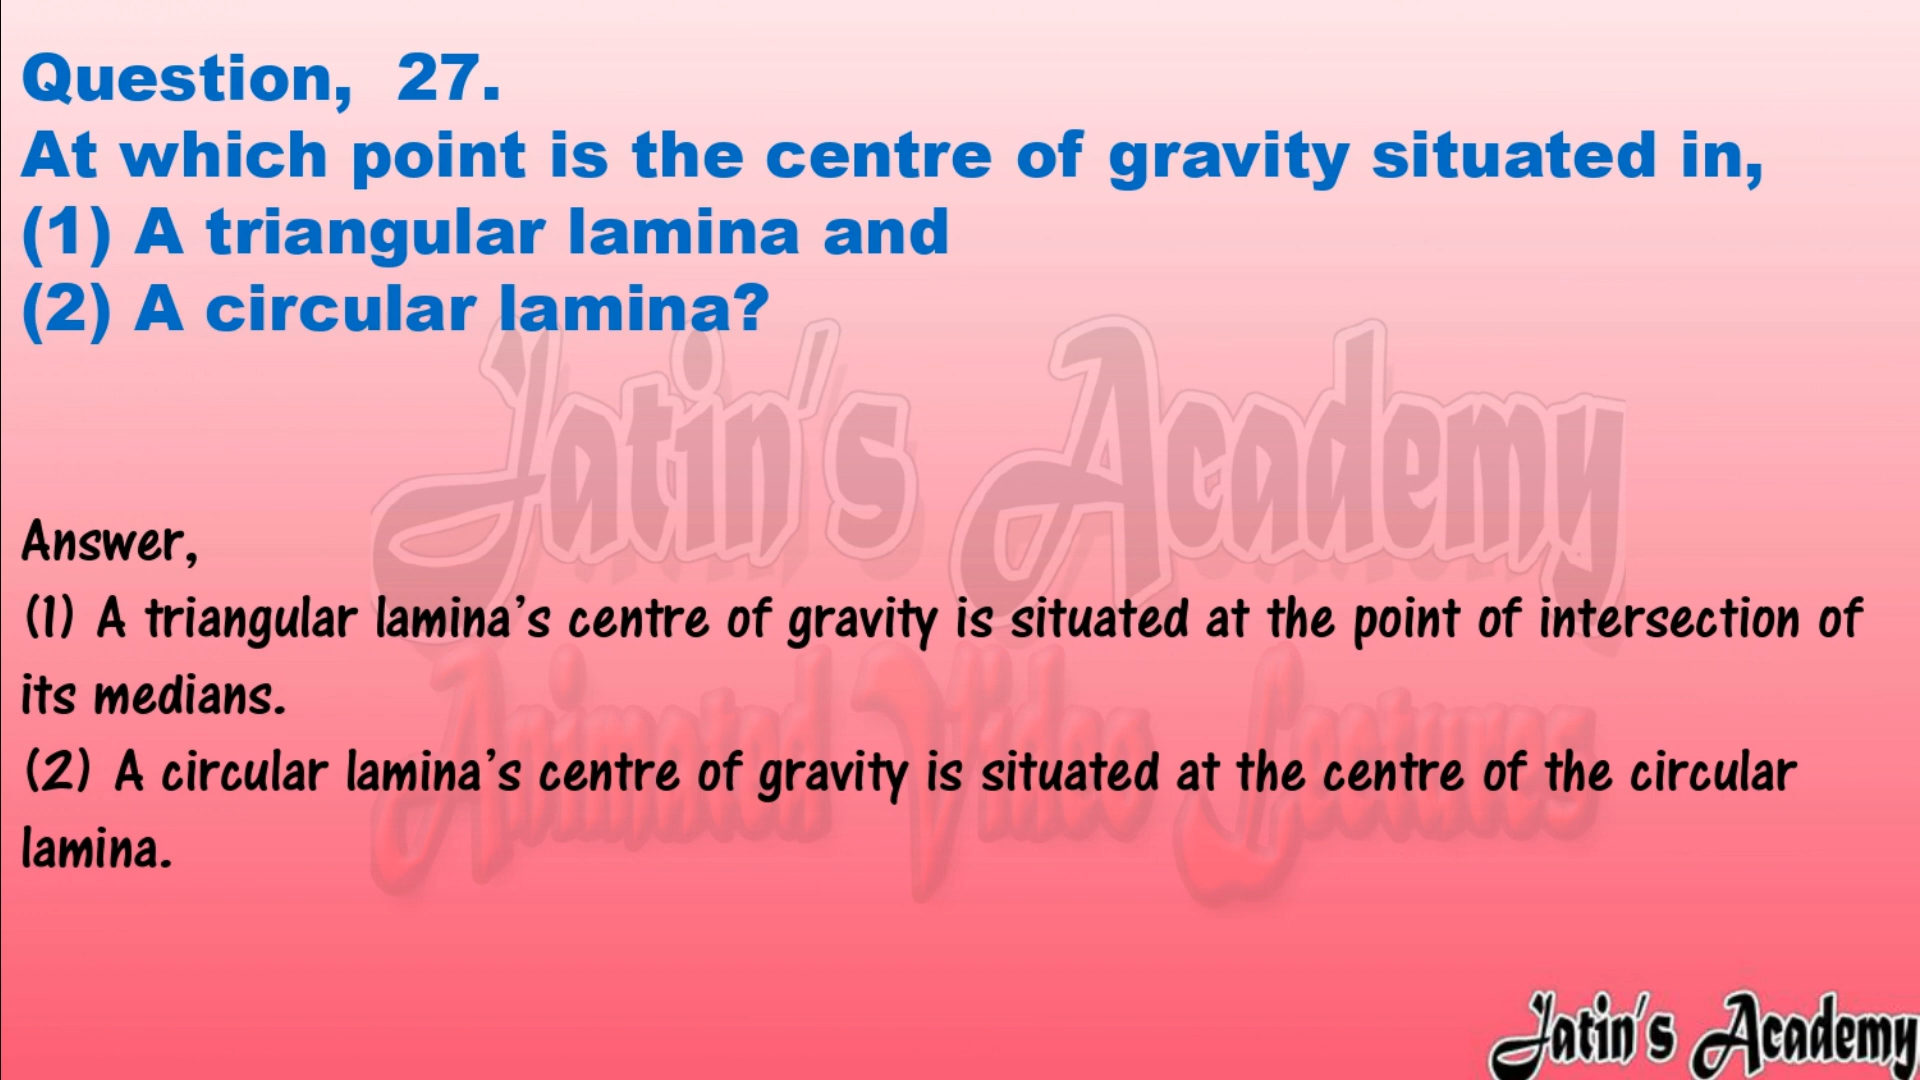 Question, 27.
At which point is the centre of gravity situated in,
(1) A triangular lamina and
(2) A circular lamina?
Jatin's Academy
Answer,
(1) A triangular lamina's centre of gravity is situated at the point of intersection of
its medians.
Animated Video Lectures
(2) A circular lamina's centre of gravity is situated at the centre of the circular
lamina.
Jatin's Academy